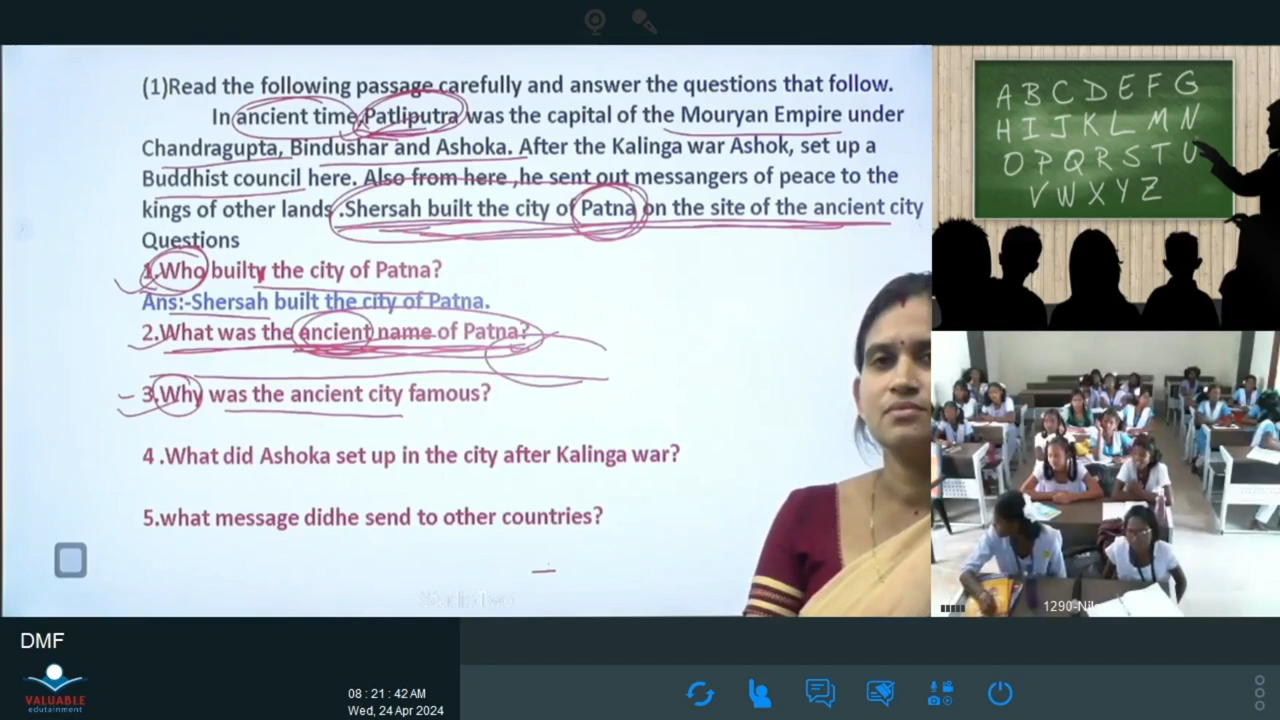 (1)Read the following passage carefully and answer the questions that follow.
In ancient time,Patliputra was the capital of the Mouryan Empire under
Chandragupta, Bindushar and Ashoka. After the Kalinga war Ashok, set up a
Buddhist council here. Also from here ,he sent out messangers of peace to the
kings of other lands .Shersah built the city of Patna on the site of the ancient city
Questions
1.Who builty the city of Patna?
Ans:-Shersah built the city of Patna.
2.What was the ancient name of Patna?
3.Why was the ancient city famous?
4 .What did Ashoka set up in the city after Kalinga war?
5.what message didhe send to other countries?
A B C D E F G
H I J K L M N
O P Q R S T U
V W X Y Z
DMF
VALUABLE
edutainment
08 : 21 : 42 AM
Wed, 24 Apr 2024